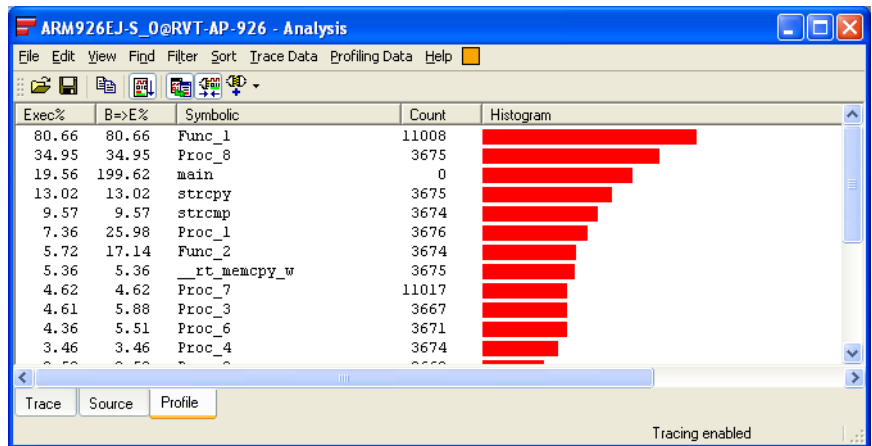 ARM926EJ-S_0@RVT-AP-926 - Analysis
File Edit View Find Filter Sort Trace Data Profiling Data Help
Exec% B=>E% Symbolic Count Histogram
80.66 80.66 Func_1 11008
34.95 34.95 Proc_8 3675
19.56 199.62 main 0
13.02 13.02 strcpy 3675
9.57 9.57 strcmp 3674
7.36 25.98 Proc_1 3676
5.72 17.14 Func_2 3674
5.36 5.36 __rt_memcpy_w 3675
4.62 4.62 Proc_7 11017
4.61 5.88 Proc_3 3667
4.36 5.51 Proc_6 3671
3.46 3.46 Proc_4 3674
Trace Source Profile
Tracing enabled